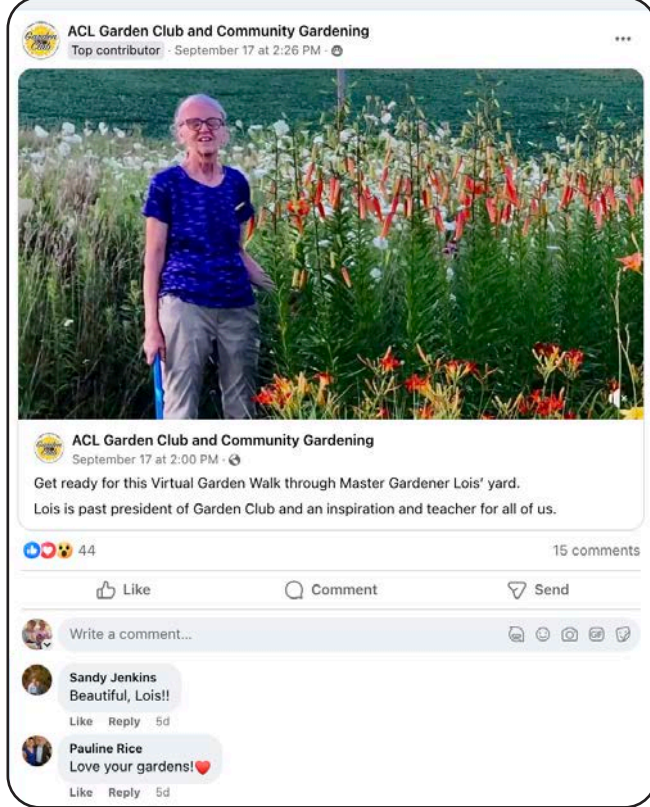 ACL Garden Club and Community Gardening
Top contributor · September 17 at 2:26 PM ·
ACL Garden Club and Community Gardening
September 17 at 2:00 PM ·
Get ready for this Virtual Garden Walk through Master Gardener Lois' yard.
Lois is past president of Garden Club and an inspiration and teacher for all of us.
44 15 comments
Like Comment Send
Write a comment...
GIF
Sandy Jenkins
Beautiful, Lois!!
Like Reply 5d
Pauline Rice
Love your gardens!❤️
Like Reply 5d